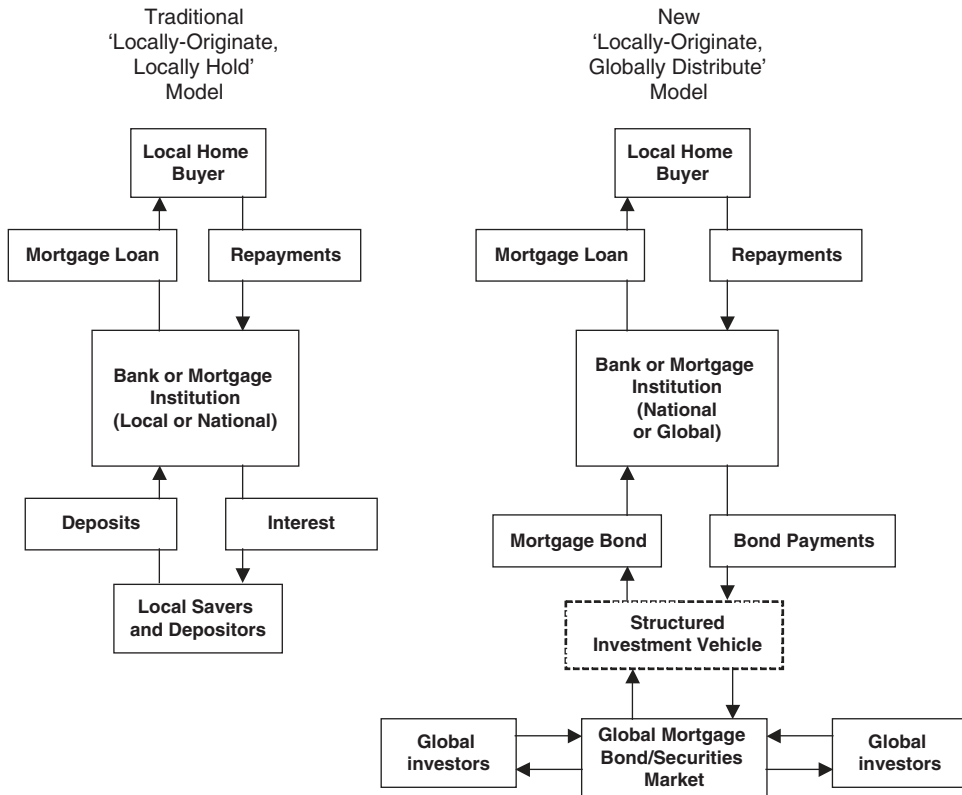 Traditional
‘Locally-Originate,
Locally Hold’
Model
Local Home
Buyer
Mortgage Loan
Repayments
Bank or Mortgage
Institution
(Local or National)
Deposits
Interest
Local Savers
and Depositors
New
‘Locally-Originate,
Globally Distribute’
Model
Local Home
Buyer
Mortgage Loan
Repayments
Bank or Mortgage
Institution
(National
or Global)
Mortgage Bond
Bond Payments
Structured
Investment Vehicle
Global
investors
Global Mortgage
Bond/Securities
Market
Global
investors